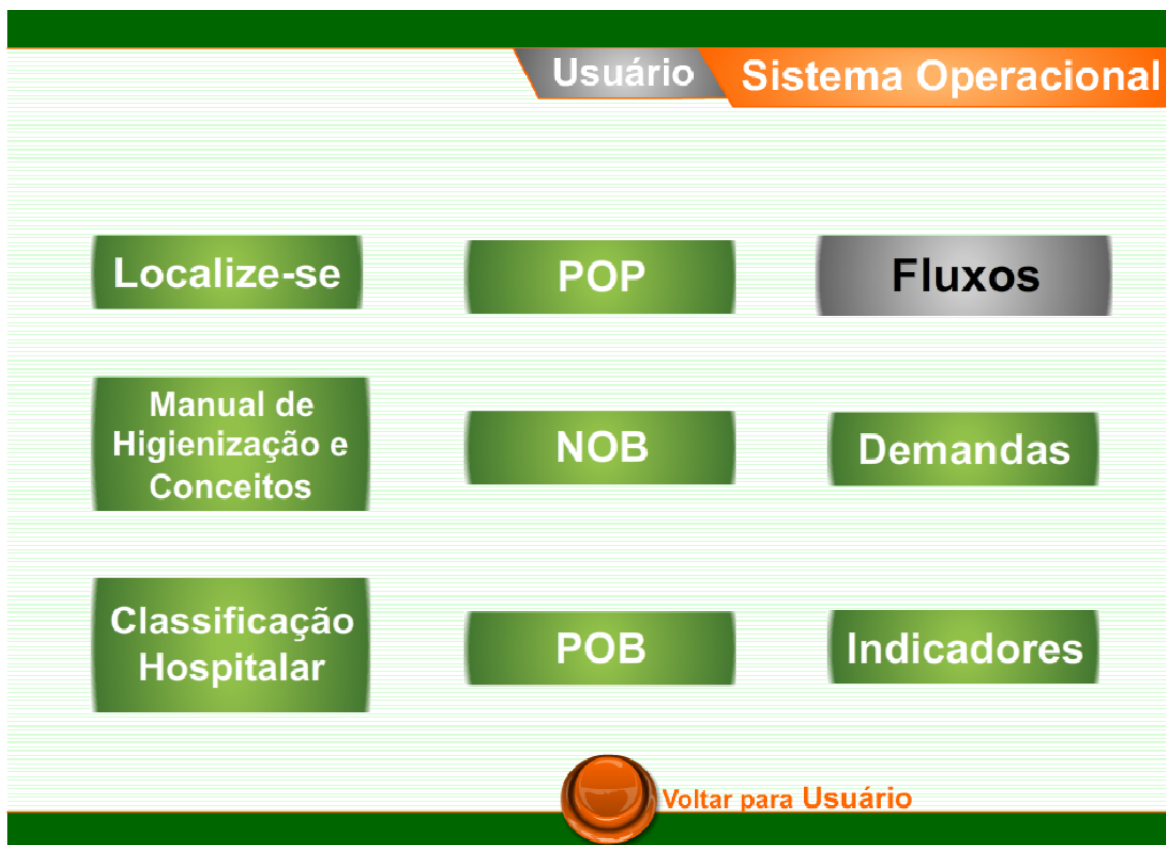 Usuário Sistema Operacional
Localize-se
POP
Fluxos
Manual de
Higienização e
Conceitos
NOB
Demandas
Classificação
Hospitalar
POB
Indicadores
Voltar para Usuário